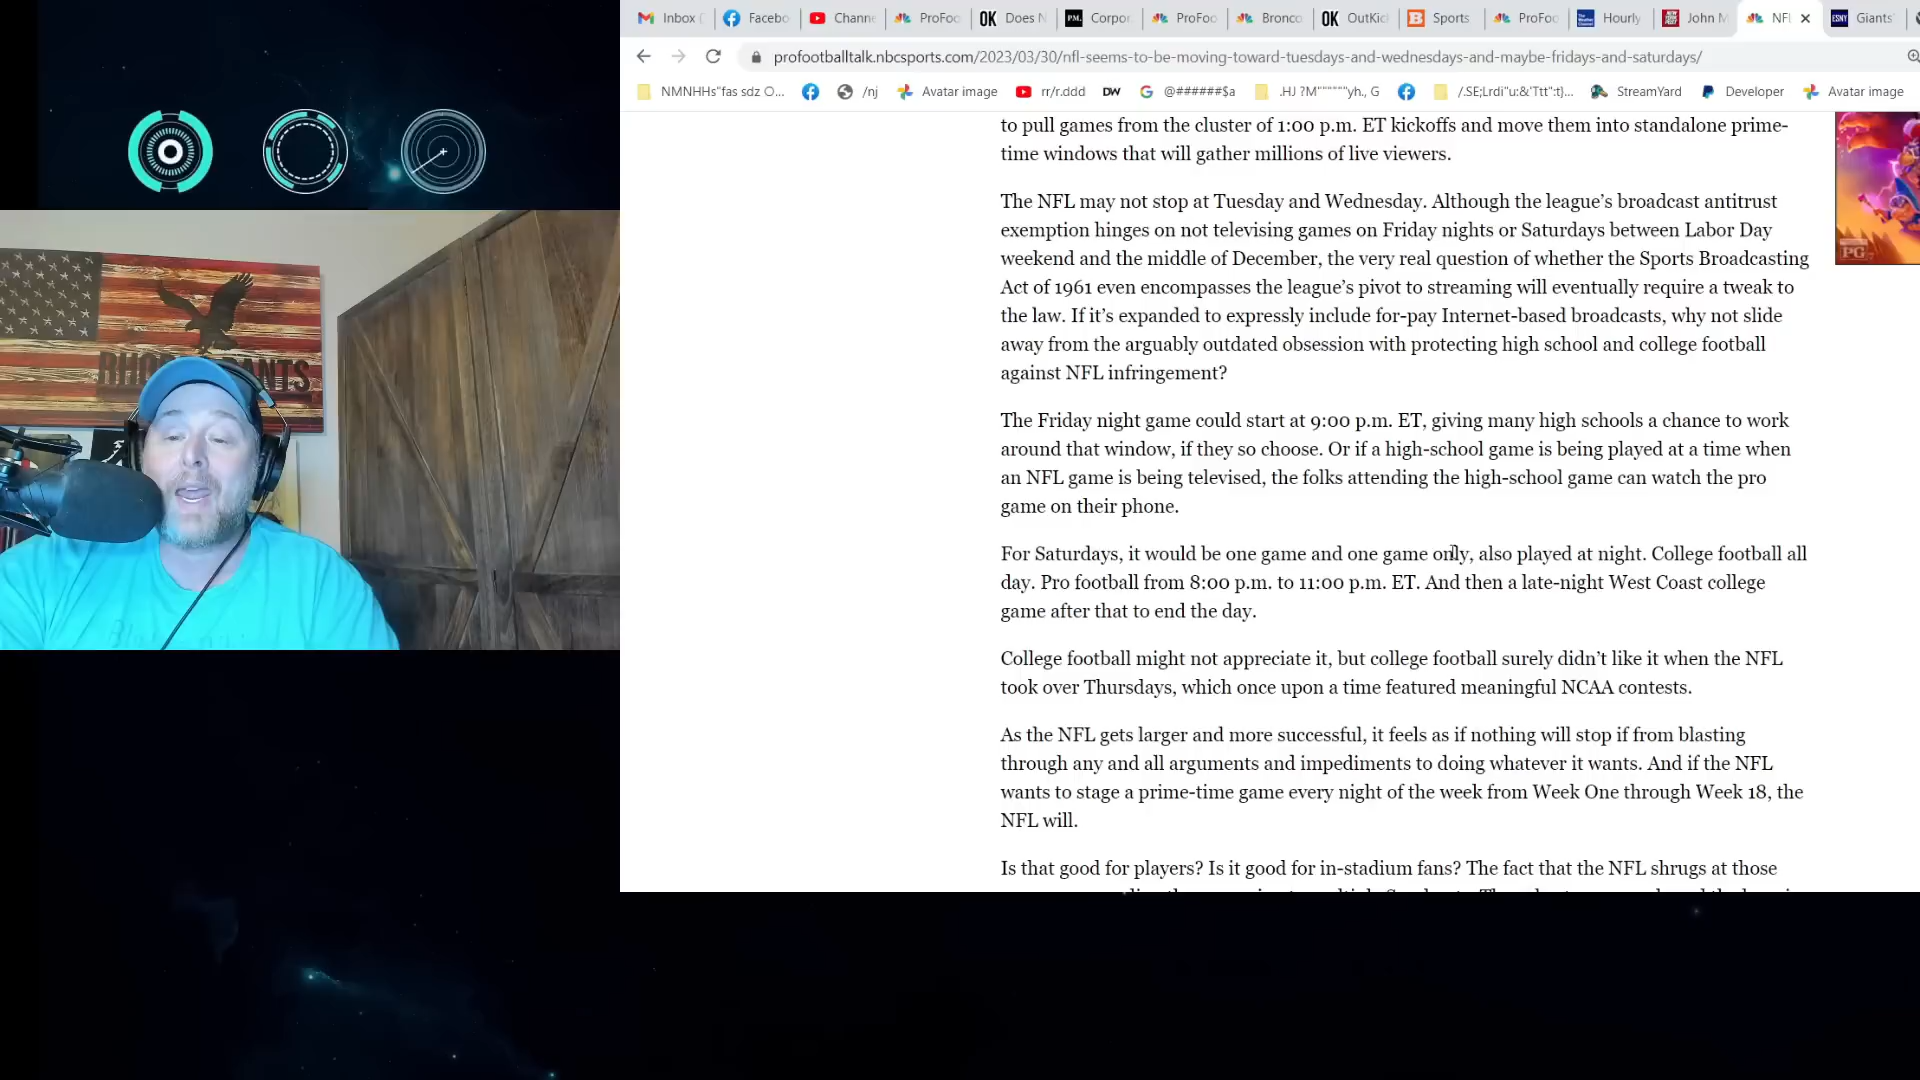 Inbox
Facebo
Chann
ProFoo
Does N
Corpor
ProFoo
Bronco
OutKic
Sports
ProFoo
Hourly
John M
NFL
Giants'
profootballtalk.nbcsports.com/2023/03/30/nfl-seems-to-be-moving-toward-tuesdays-and-wednesdays-and-maybe-fridays-and-saturdays/
NMNHHs"fas sdz O...
/nj
Avatar image
rr/r.ddd
DW
@######$a
StreamYard
Developer
Avatar image
to pull games from the cluster of 1:00 p.m. ET kickoffs and move them into standalone prime-
time windows that will gather millions of live viewers.
The NFL may not stop at Tuesday and Wednesday. Although the league's broadcast antitrust
exemption hinges on not televising games on Friday nights or Saturdays between Labor Day
weekend and the middle of December, the very real question of whether the Sports Broadcasting
Act of 1961 even encompasses the league's pivot to streaming will eventually require a tweak to
the law. If it's expanded to expressly include for-pay Internet-based broadcasts, why not slide
away from the arguably outdated obsession with protecting high school and college football
against NFL infringement?
The Friday night game could start at 9:00 p.m. ET, giving many high schools a chance to work
around that window, if they so choose. Or if a high-school game is being played at a time when
an NFL game is being televised, the folks attending the high-school game can watch the pro
game on their phone.
For Saturdays, it would be one game and one game only, also played at night. College football all
day. Pro football from 8:00 p.m. to 11:00 p.m. ET. And then a late-night West Coast college
game after that to end the day.
College football might not appreciate it, but college football surely didn't like it when the NFL
took over Thursdays, which once upon a time featured meaningful NCAA contests.
As the NFL gets larger and more successful, it feels as if nothing will stop if from blasting
through any and all arguments and impediments to doing whatever it wants. And if the NFL
wants to stage a prime-time game every night of the week from Week One through Week 18, the
NFL will.
Is that good for players? Is it good for in-stadium fans? The fact that the NFL shrugs at those
PG